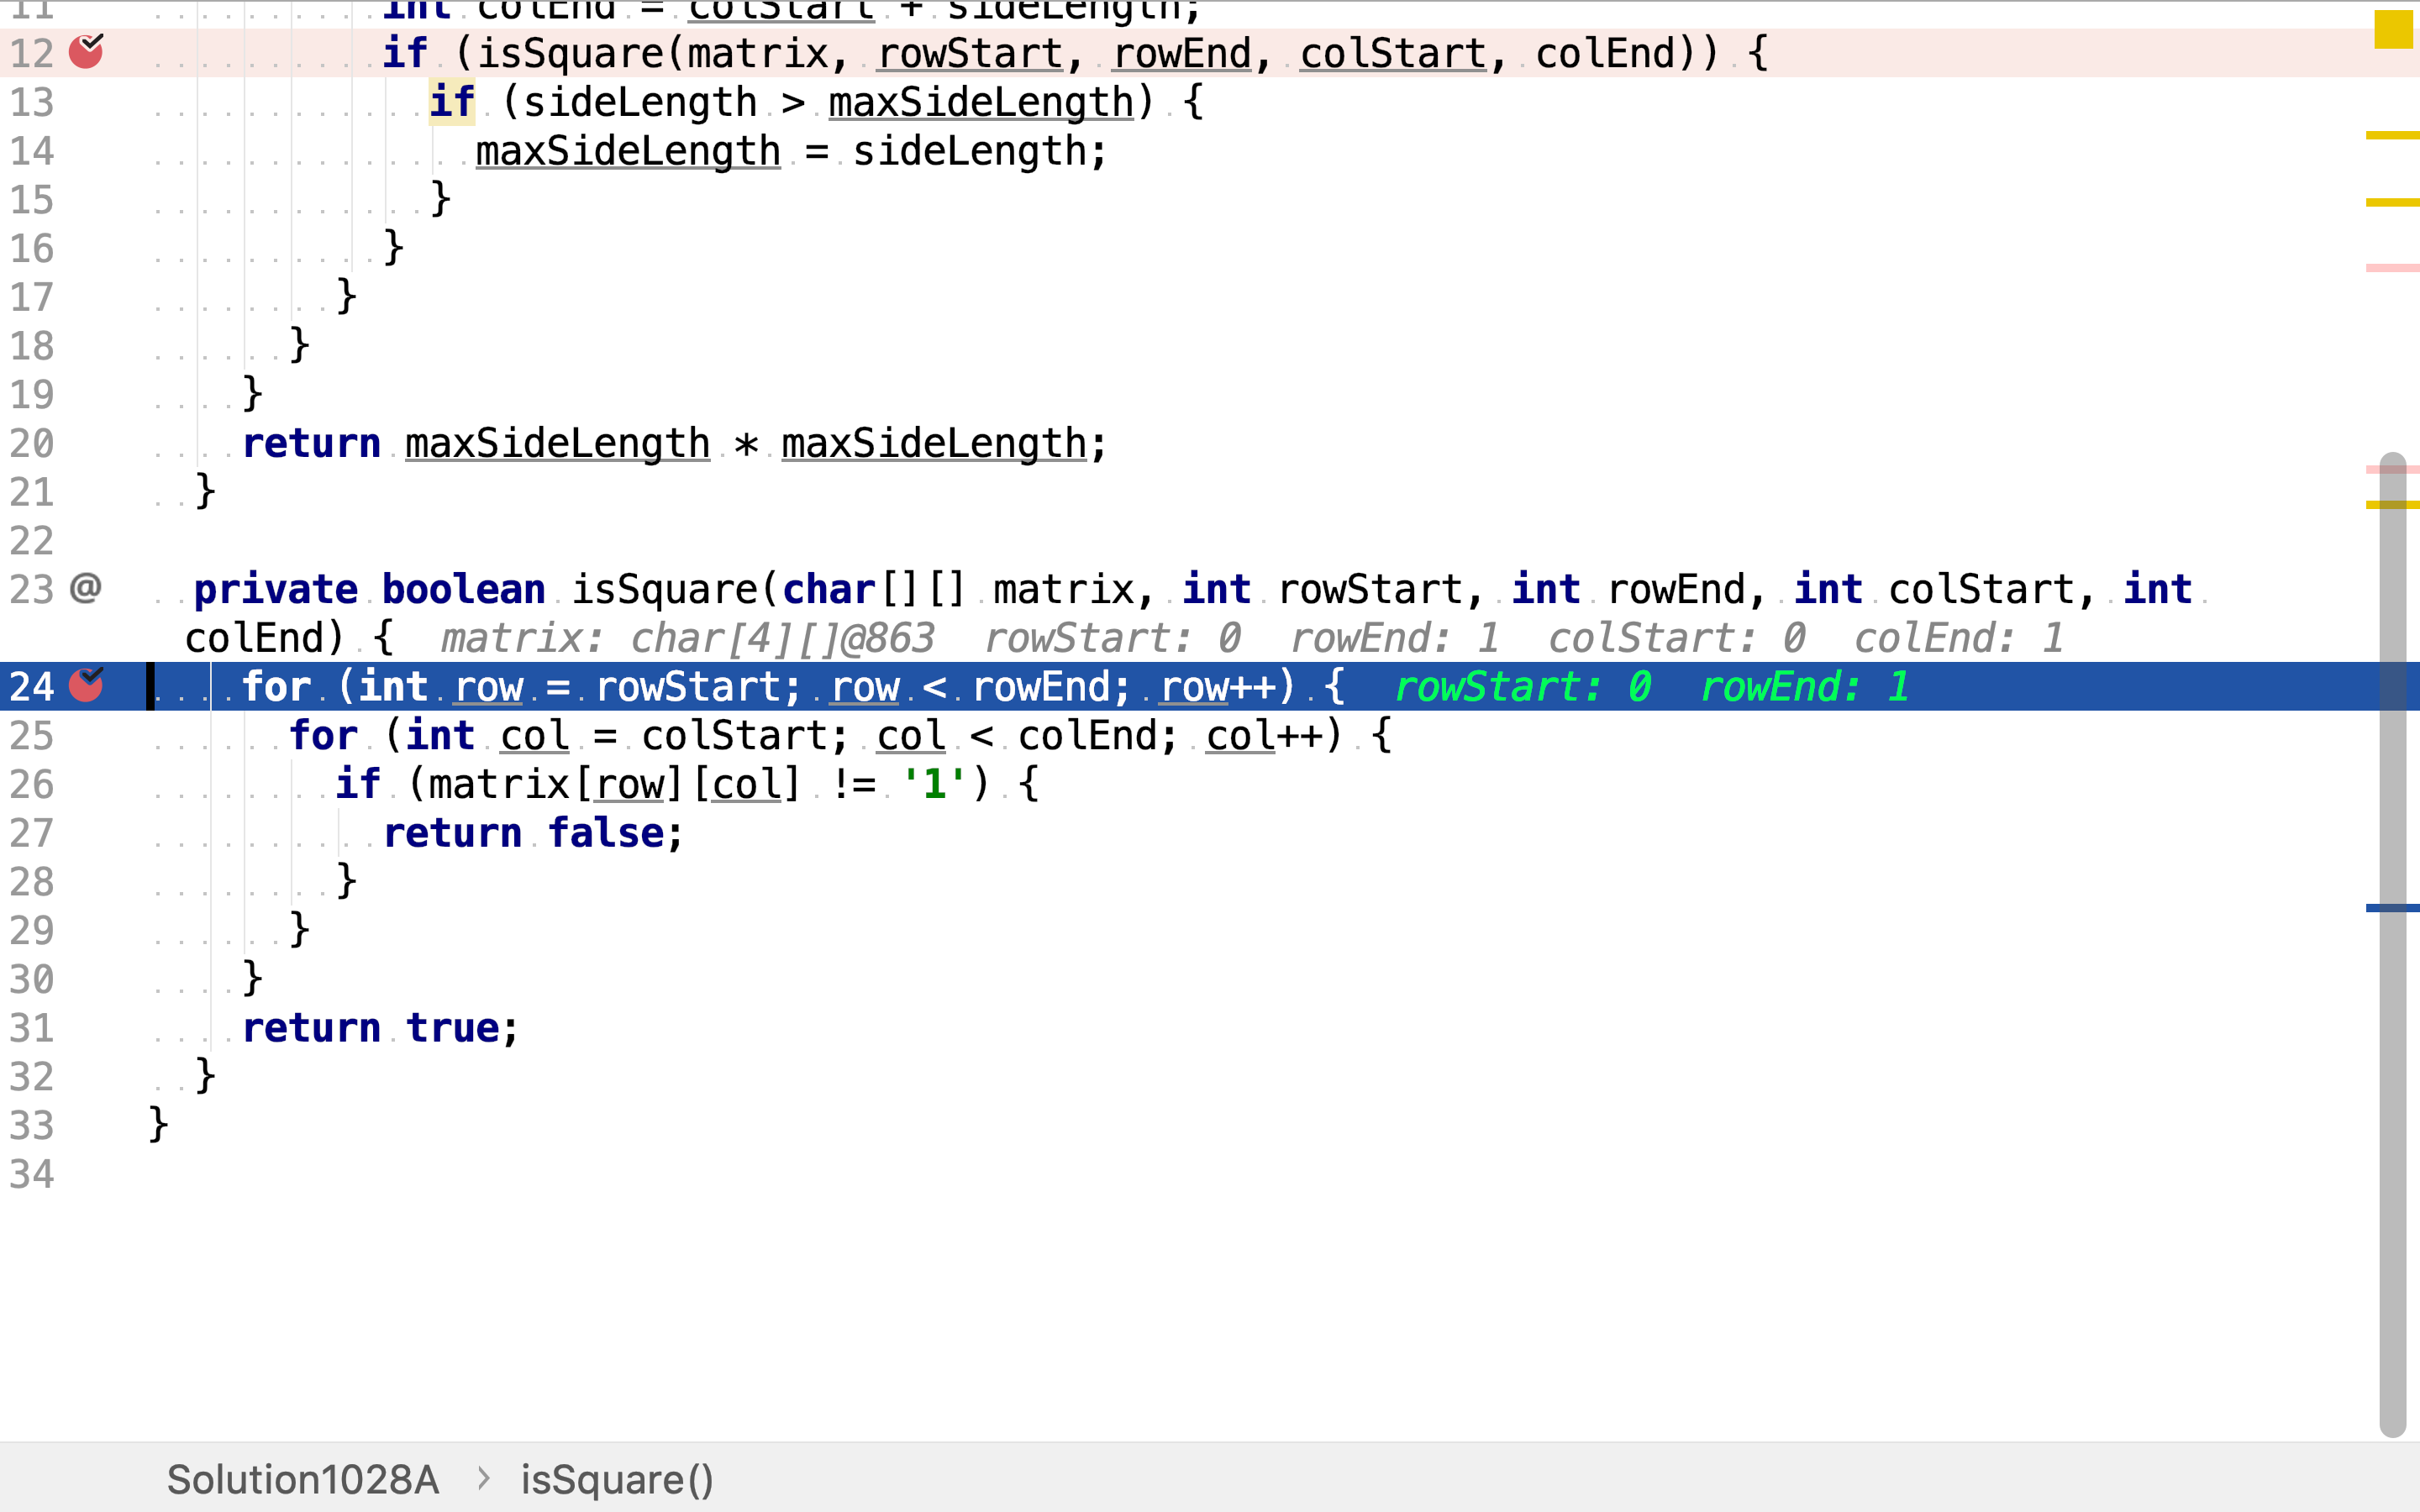 11 int colEnd = colStart + sideLength;
12 if (isSquare(matrix, rowStart, rowEnd, colStart, colEnd)) {
13 if (sideLength > maxSideLength) {
14 maxSideLength = sideLength;
15 }
16 }
17 }
18 }
19 }
20 return maxSideLength * maxSideLength;
21 }
22
23 @ private boolean isSquare(char[][] matrix, int rowStart, int rowEnd, int colStart, int
colEnd) { matrix: char[4][]@863 rowStart: 0 rowEnd: 1 colStart: 0 colEnd: 1
24 for (int row = rowStart; row < rowEnd; row++) { rowStart: 0 rowEnd: 1
25 for (int col = colStart; col < colEnd; col++) {
26 if (matrix[row][col] != '1') {
27 return false;
28 }
29 }
30 }
31 return true;
32 }
33 }
34
Solution1028A › isSquare()